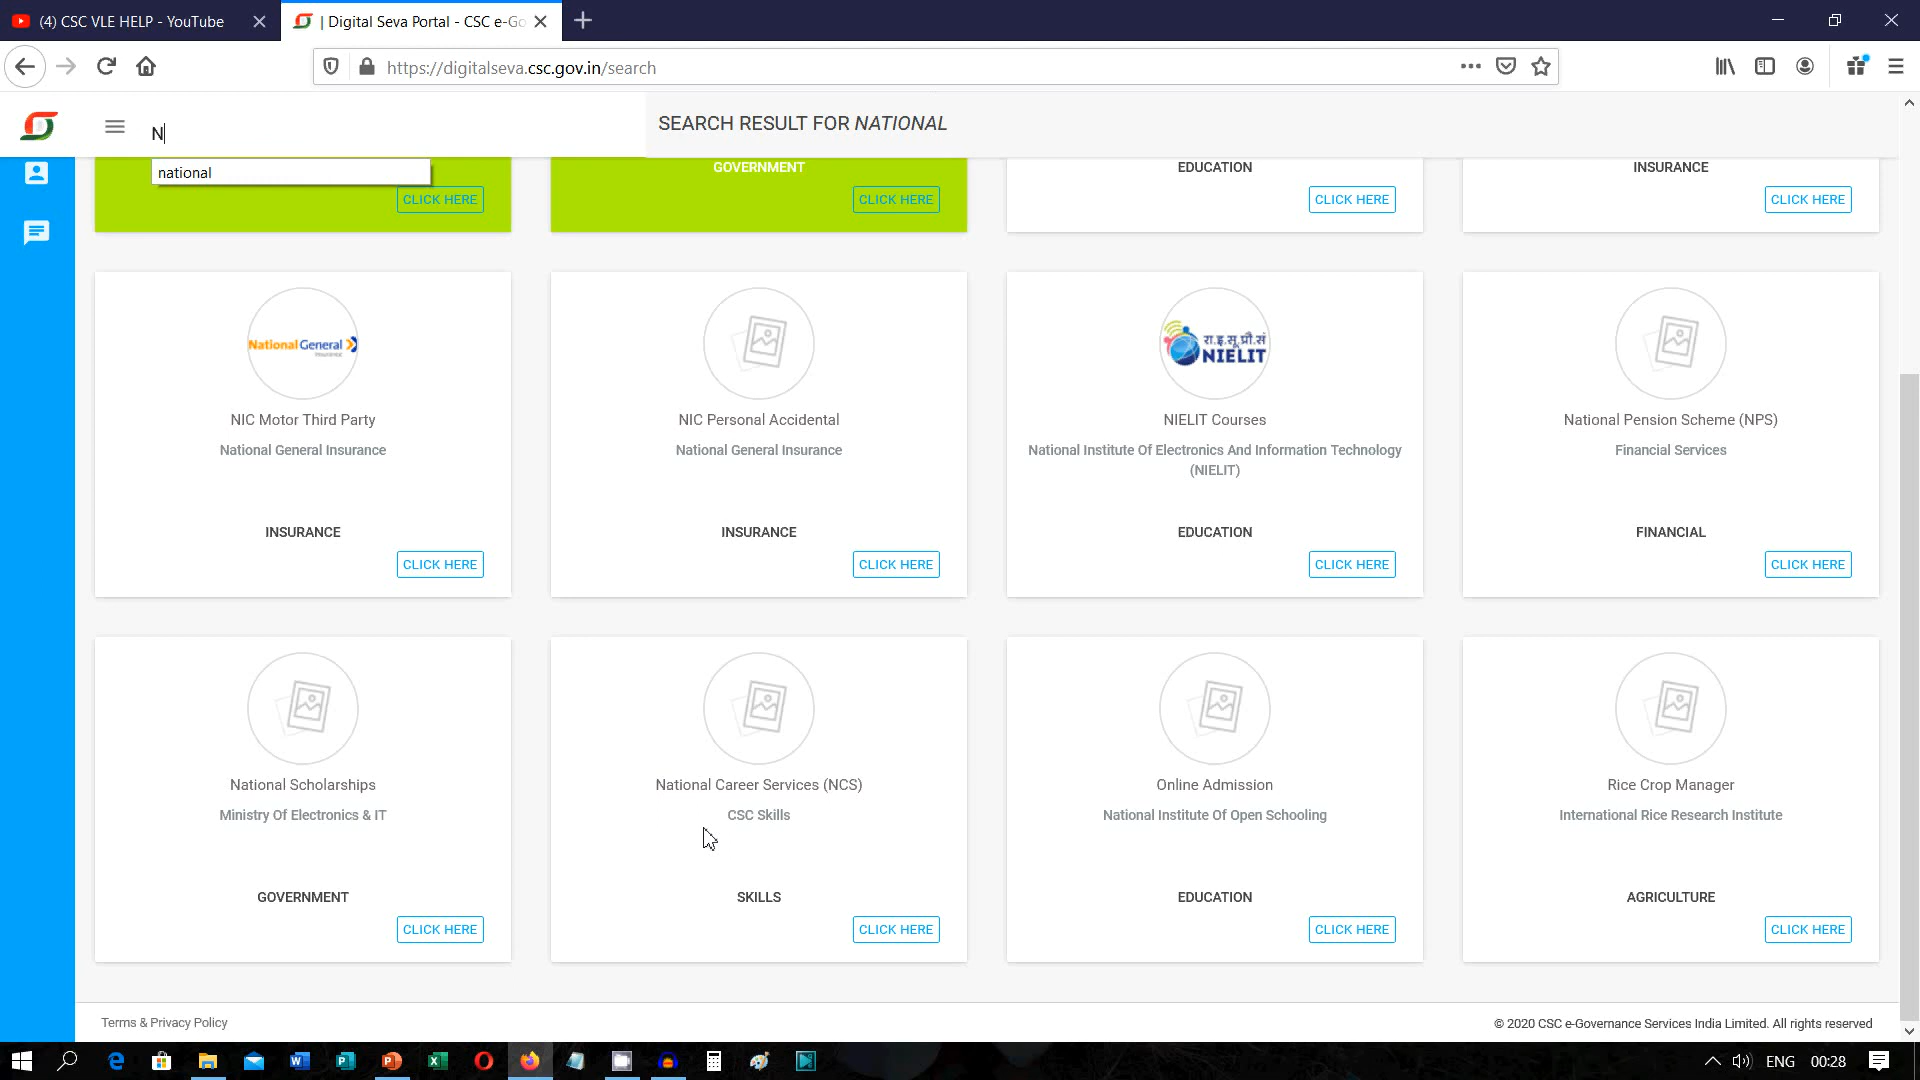 (4) CSC VLE HELP - YouTube
| Digital Seva Portal - CSC e-Go
https://digitalseva.csc.gov.in/search
N
SEARCH RESULT FOR NATIONAL
national
CLICK HERE
GOVERNMENT
CLICK HERE
EDUCATION
CLICK HERE
INSURANCE
CLICK HERE
National General
Insurance
NIC Motor Third Party
National General Insurance
INSURANCE
CLICK HERE
NIC Personal Accidental
National General Insurance
INSURANCE
CLICK HERE
रा.इ.सू.प्रौ.सं
NIELIT
NIELIT Courses
National Institute Of Electronics And Information Technology
(NIELIT)
EDUCATION
CLICK HERE
National Pension Scheme (NPS)
Financial Services
FINANCIAL
CLICK HERE
National Scholarships
Ministry Of Electronics & IT
GOVERNMENT
CLICK HERE
National Career Services (NCS)
CSC Skills
SKILLS
CLICK HERE
Online Admission
National Institute Of Open Schooling
EDUCATION
CLICK HERE
Rice Crop Manager
International Rice Research Institute
AGRICULTURE
CLICK HERE
Terms & Privacy Policy
© 2020 CSC e-Governance Services India Limited. All rights reserved
ENG
00:28